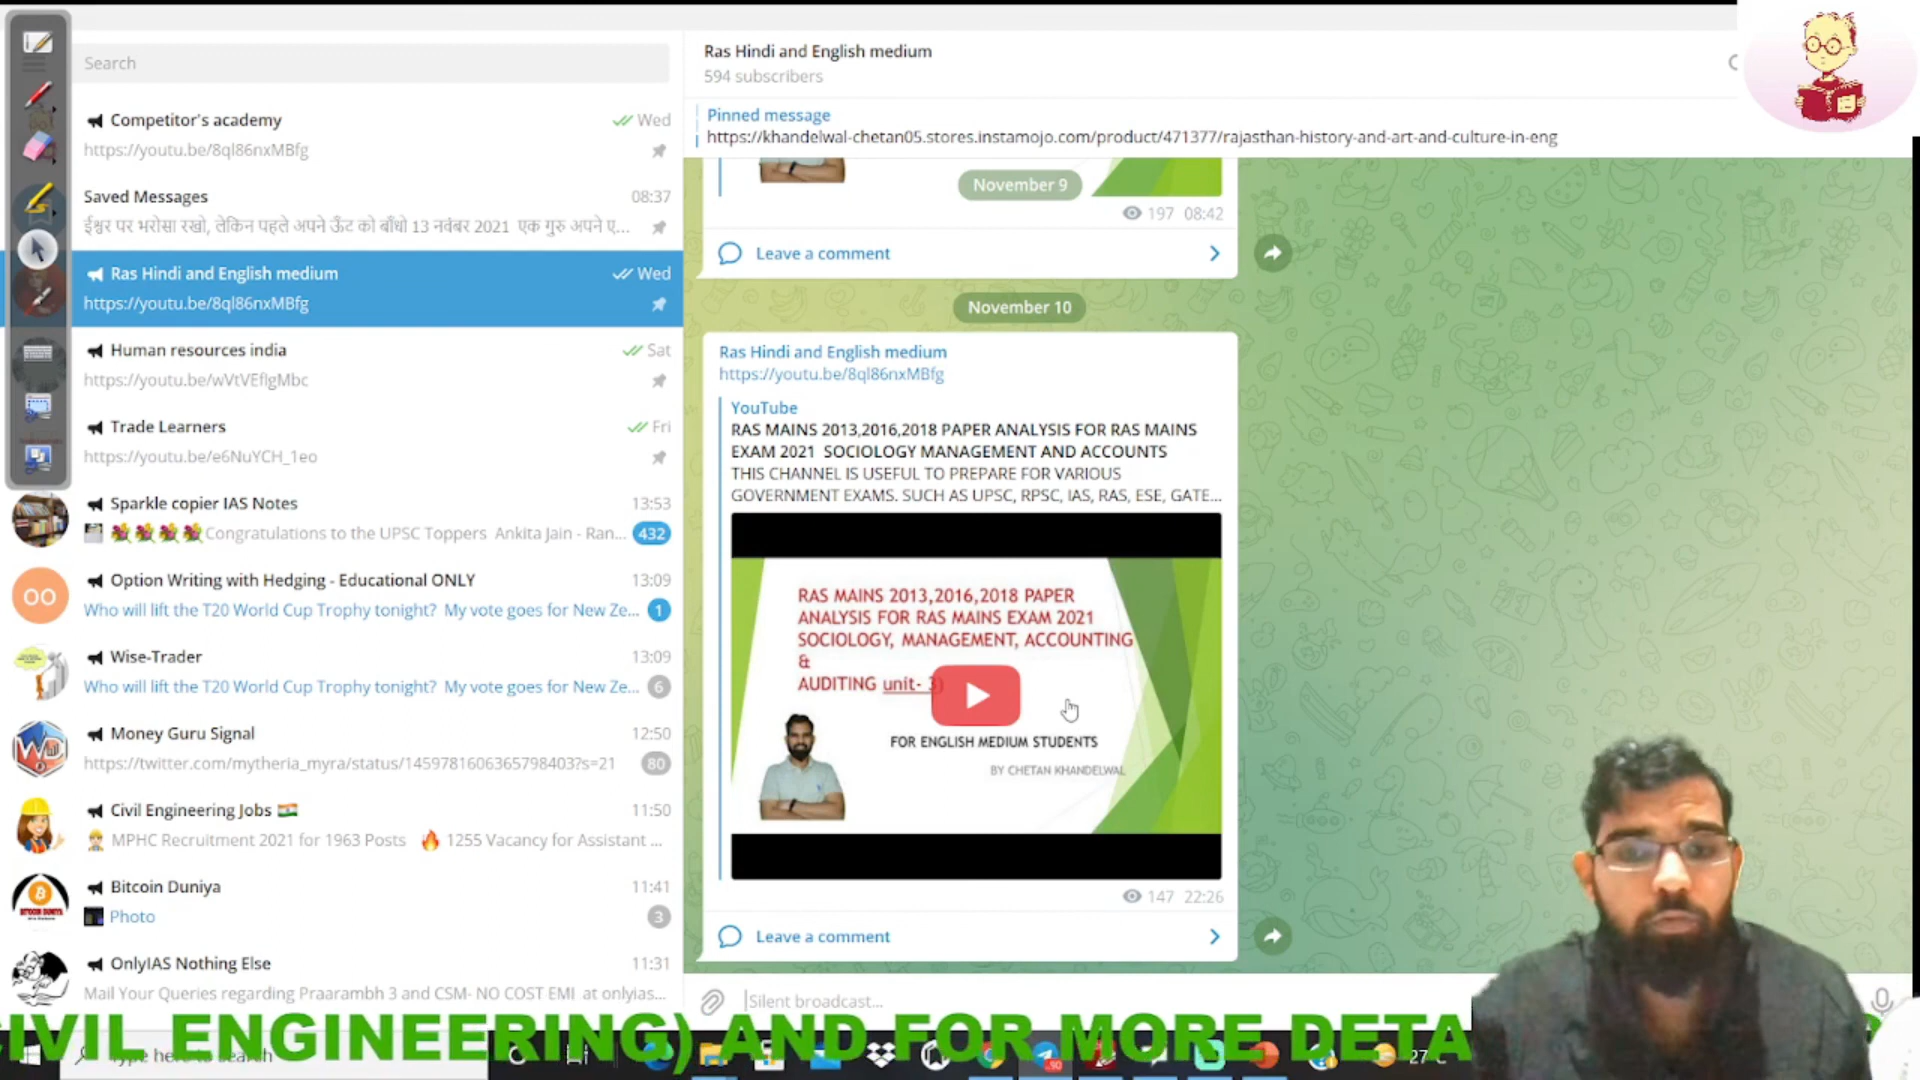 Search
Competitor's academy
Wed
https://youtu.be/8ql86nxMBfg
Saved Messages
08:37
ईश्वर पर भरोसा रखो, लेकिन पहले अपने ऊँट को बाँधो 13 नवंबर 2021 एक गुरु अपने ए...
Ras Hindi and English medium
Wed
https://youtu.be/8ql86nxMBfg
Human resources india
Sat
https://youtu.be/wVtVEflgMbc
Trade Learners
Fri
https://youtu.be/e6NuYCH_1eo
Sparkle copier IAS Notes
13:53
Congratulations to the UPSC Toppers Ankita Jain - Ran...
432
OO
Option Writing with Hedging - Educational ONLY
13:09
Who will lift the T20 World Cup Trophy tonight? My vote goes for New Ze...
1
Wise-Trader
13:09
Who will lift the T20 World Cup Trophy tonight? My vote goes for New Ze...
6
Money Guru Signal
12:50
https://twitter.com/mytheria_myra/status/1459781606365798403?s=21
80
Civil Engineering Jobs
11:50
MPHC Recruitment 2021 for 1963 Posts 1255 Vacancy for Assistant ...
Bitcoin Duniya
11:41
BITCOIN DUNIYA
Photo
3
OnlyIAS Nothing Else
11:31
Mail Your Queries regarding Praarambh 3 and CSM- NO COST EMI at onlyias...
Ras Hindi and English medium
594 subscribers
Pinned message
https://khandelwal-chetan05.stores.instamojo.com/product/471377/rajasthan-history-and-art-and-culture-in-eng
November 9
197 08:42
Leave a comment
November 10
Ras Hindi and English medium
https://youtu.be/8ql86nxMBfg
YouTube
RAS MAINS 2013,2016,2018 PAPER ANALYSIS FOR RAS MAINS
EXAM 2021 SOCIOLOGY MANAGEMENT AND ACCOUNTS
THIS CHANNEL IS USEFUL TO PREPARE FOR VARIOUS
GOVERNMENT EXAMS. SUCH AS UPSC, RPSC, IAS, RAS, ESE, GATE...
RAS MAINS 2013,2016,2018 PAPER
ANALYSIS FOR RAS MAINS EXAM 2021
SOCIOLOGY, MANAGEMENT, ACCOUNTING
&
AUDITING unit- 3)
FOR ENGLISH MEDIUM STUDENTS
BY CHETAN KHANDELWAL
147 22:26
Leave a comment
Silent broadcast...
CIVIL ENGINEERING) AND FOR MORE DETA
Type here to search
90
27°C